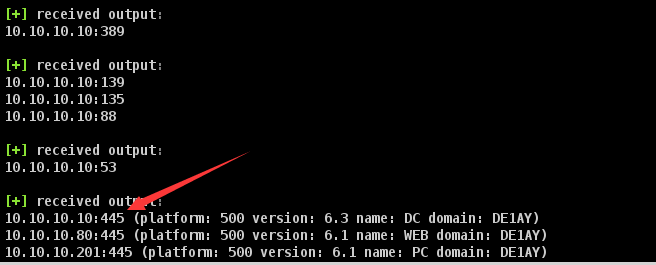 [+] received output:
10.10.10.10:389
[+] received output:
10.10.10.10:139
10.10.10.10:135
10.10.10.10:88
[+] received output:
10.10.10.10:53
[+] received output:
10.10.10.10:445 (platform: 500 version: 6.3 name: DC domain: DE1AY)
10.10.10.80:445 (platform: 500 version: 6.1 name: WEB domain: DE1AY)
10.10.10.201:445 (platform: 500 version: 6.1 name: PC domain: DE1AY)